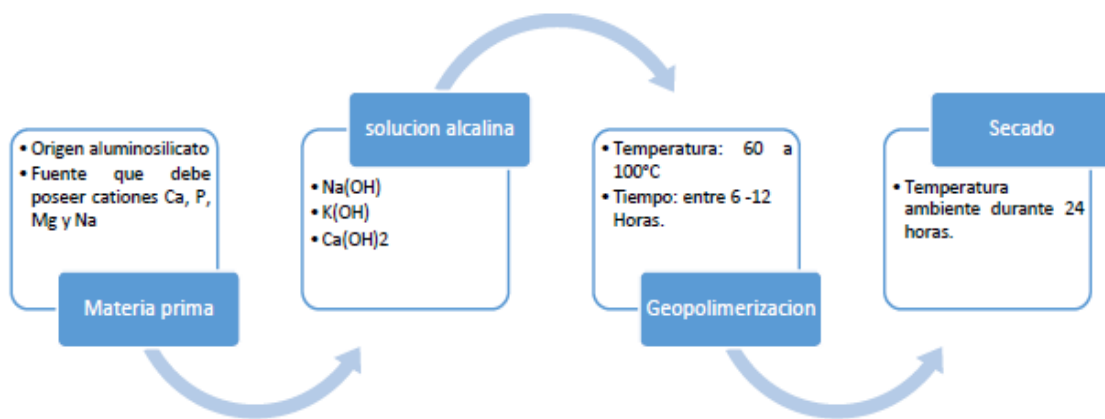 • Origen aluminosilicato
• Fuente que debe
poseer cationes Ca, P,
Mg y Na
Materia prima
solucion alcalina
• Na(OH)
• K(OH)
• Ca(OH)2
• Temperatura: 60 a
100°C
• Tiempo: entre 6 -12
Horas.
Geopolimerizacion
Secado
• Temperatura
ambiente durante 24
horas.